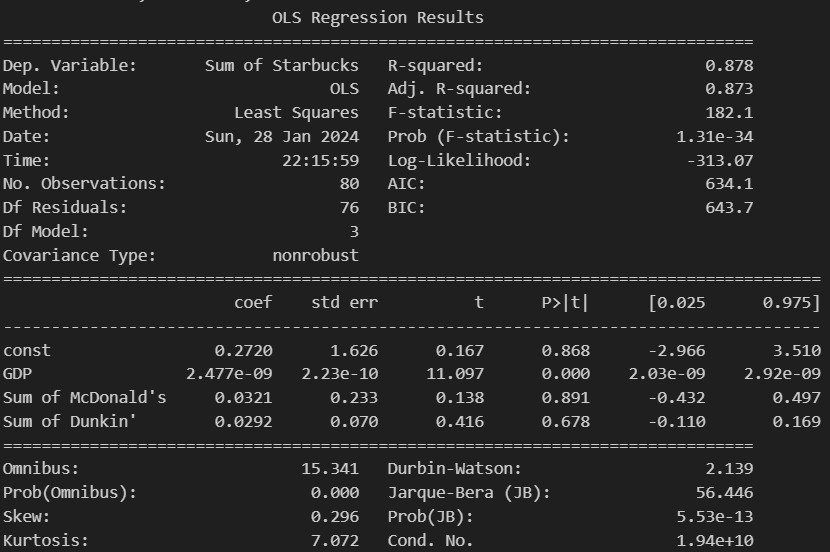 OLS Regression Results
==============================================================================
Dep. Variable: Sum of Starbucks R-squared: 0.878
Model: OLS Adj. R-squared: 0.873
Method: Least Squares F-statistic: 182.1
Date: Sun, 28 Jan 2024 Prob (F-statistic): 1.31e-34
Time: 22:15:59 Log-Likelihood: -313.07
No. Observations: 80 AIC: 634.1
Df Residuals: 76 BIC: 643.7
Df Model: 3
Covariance Type: nonrobust
=====================================================================================
coef std err t P>|t| [0.025 0.975]
-------------------------------------------------------------------------------------
const 0.2720 1.626 0.167 0.868 -2.966 3.510
GDP 2.477e-09 2.23e-10 11.097 0.000 2.03e-09 2.92e-09
Sum of McDonald's 0.0321 0.233 0.138 0.891 -0.432 0.497
Sum of Dunkin' 0.0292 0.070 0.416 0.678 -0.110 0.169
==============================================================================
Omnibus: 15.341 Durbin-Watson: 2.139
Prob(Omnibus): 0.000 Jarque-Bera (JB): 56.446
Skew: 0.296 Prob(JB): 5.53e-13
Kurtosis: 7.072 Cond. No. 1.94e+10